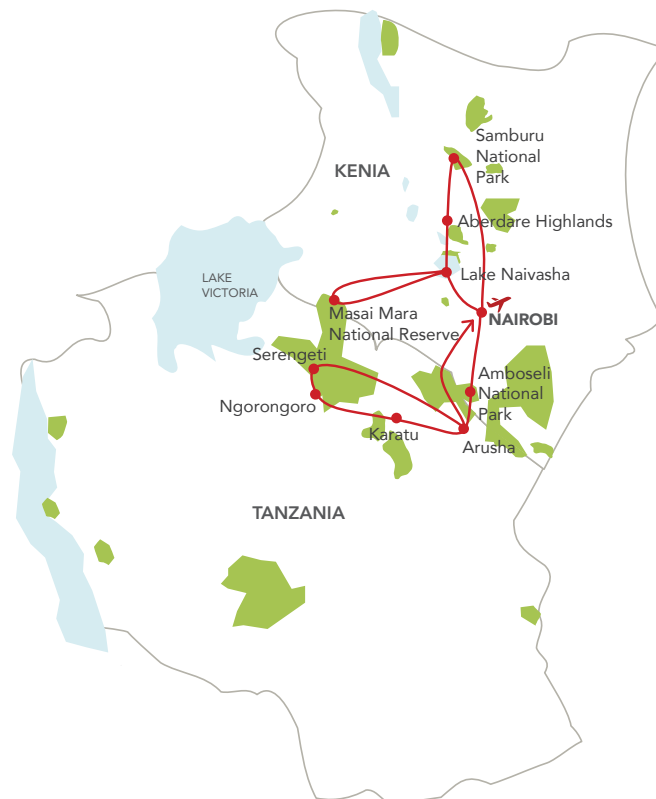 Samburu
National
Park
KENIA
Aberdare Highlands
LAKE
VICTORIA
Lake Naivasha
Masai Mara
National Reserve
NAIROBI
Serengeti
Amboseli
National
Park
Ngorongoro
Karatu
Arusha
TANZANIA